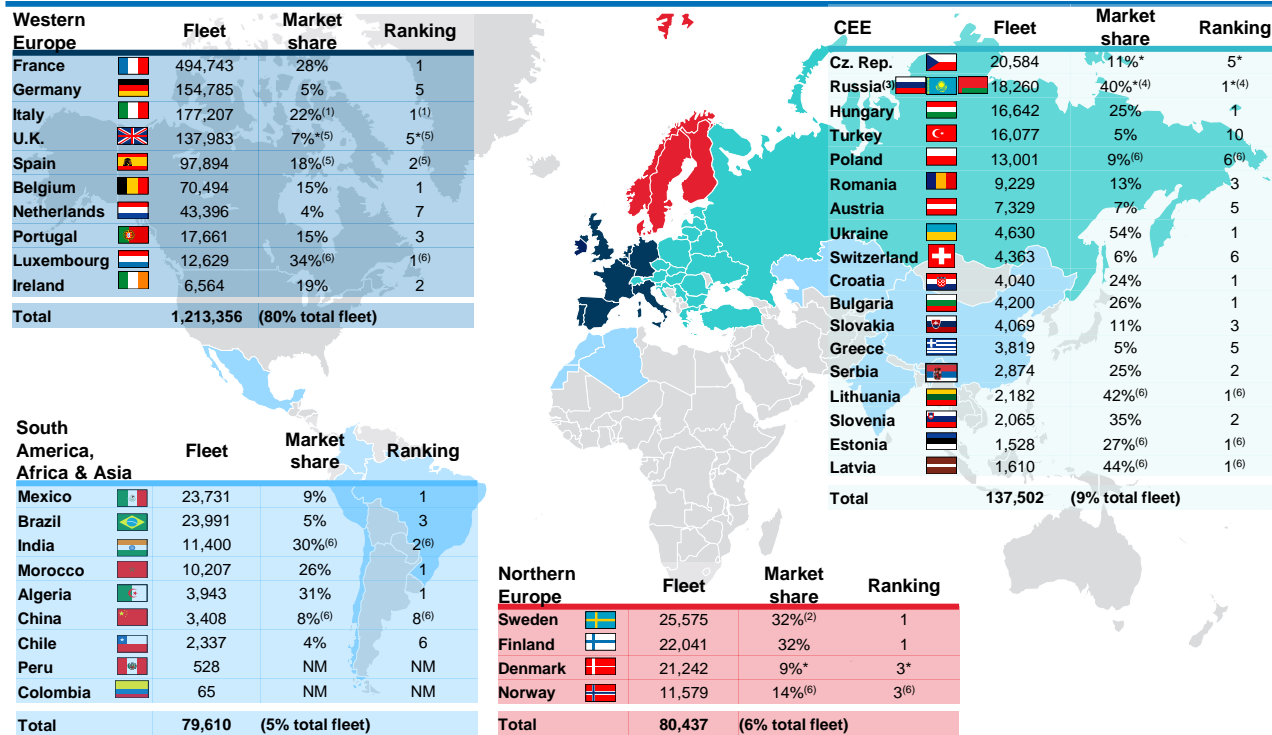 Western Europe Fleet Market share Ranking
France 494,743 28% 1
Germany 154,785 5% 5
Italy 177,207 22%(1) 1(1)
U.K. 137,983 7%*(5) 5*(5)
Spain 97,894 18%(5) 2(5)
Belgium 70,494 15% 1
Netherlands 43,396 4% 7
Portugal 17,661 15% 3
Luxembourg 12,629 34%(6) 1(6)
Ireland 6,564 19% 2
Total 1,213,356 (80% total fleet)
CEE Fleet Market share Ranking
Cz. Rep. 20,584 11%* 5*
Russia(3) 18,260 40%*(4) 1*(4)
Hungary 16,642 25% 1
Turkey 16,077 5% 10
Poland 13,001 9%(6) 6(6)
Romania 9,229 13% 3
Austria 7,329 7% 5
Ukraine 4,630 54% 1
Switzerland 4,363 6% 6
Croatia 4,040 24% 1
Bulgaria 4,200 26% 1
Slovakia 4,069 11% 3
Greece 3,819 5% 5
Serbia 2,874 25% 2
Lithuania 2,182 42%(6) 1(6)
Slovenia 2,065 35% 2
Estonia 1,528 27%(6) 1(6)
Latvia 1,610 44%(6) 1(6)
Total 137,502 (9% total fleet)
South America, Africa & Asia Fleet Market share Ranking
Mexico 23,731 9% 1
Brazil 23,991 5% 3
India 11,400 30%(6) 2(6)
Morocco 10,207 26% 1
Algeria 3,943 31% 1
China 3,408 8%(6) 8(6)
Chile 2,337 4% 6
Peru 528 NM NM
Colombia 65 NM NM
Total 79,610 (5% total fleet)
Northern Europe Fleet Market share Ranking
Sweden 25,575 32%(2) 1
Finland 22,041 32% 1
Denmark 21,242 9%* 3*
Norway 11,579 14%(6) 3(6)
Total 80,437 (6% total fleet)